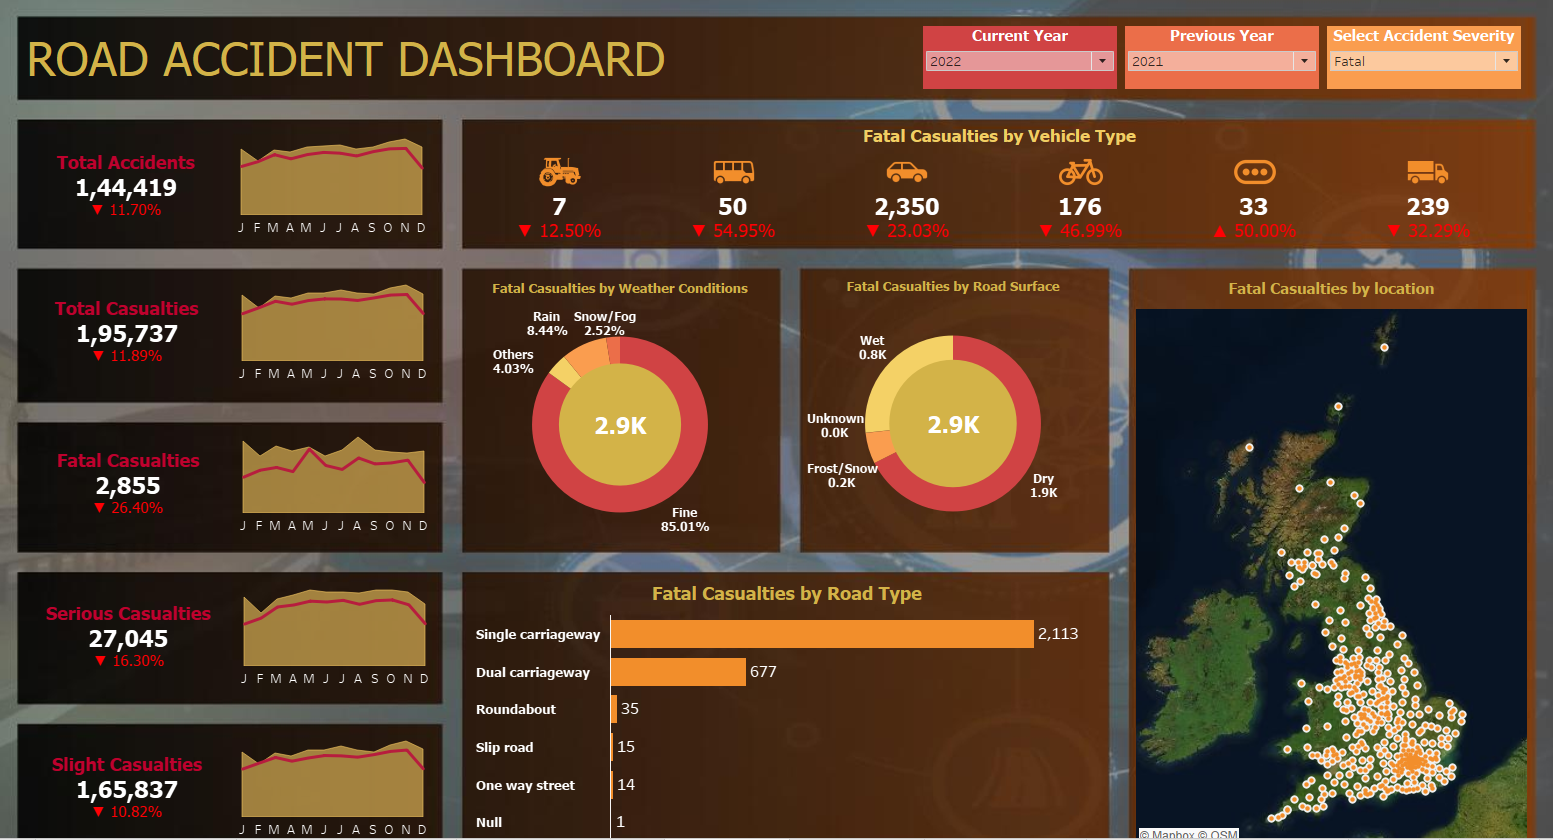 ROAD ACCIDENT DASHBOARD
Current Year
2022
Previous Year
2021
Select Accident Severity
Fatal
Total Accidents
1,44,419
▼ 11.70%
J F M A M J J A S O N D
Fatal Casualties by Vehicle Type
7
▼ 12.50%
50
▼ 54.95%
2,350
▼ 23.03%
176
▼ 46.99%
33
▲ 50.00%
239
▼ 32.29%
Total Casualties
1,95,737
▼ 11.89%
J F M A M J J A S O N D
Fatal Casualties
2,855
▼ 26.40%
J F M A M J J A S O N D
Serious Casualties
27,045
▼ 16.30%
J F M A M J J A S O N D
Slight Casualties
1,65,837
▼ 10.82%
J F M A M J J A S O N D
Fatal Casualties by Weather Conditions
Rain
8.44%
Snow/Fog
2.52%
Others
4.03%
2.9K
Fine
85.01%
Fatal Casualties by Road Surface
Wet
0.8K
Unknown
0.0K
2.9K
Frost/Snow
0.2K
Dry
1.9K
Fatal Casualties by Road Type
Single carriageway 2,113
Dual carriageway 677
Roundabout 35
Slip road 15
One way street 14
Null 1
Fatal Casualties by location
© Mapbox © OSM